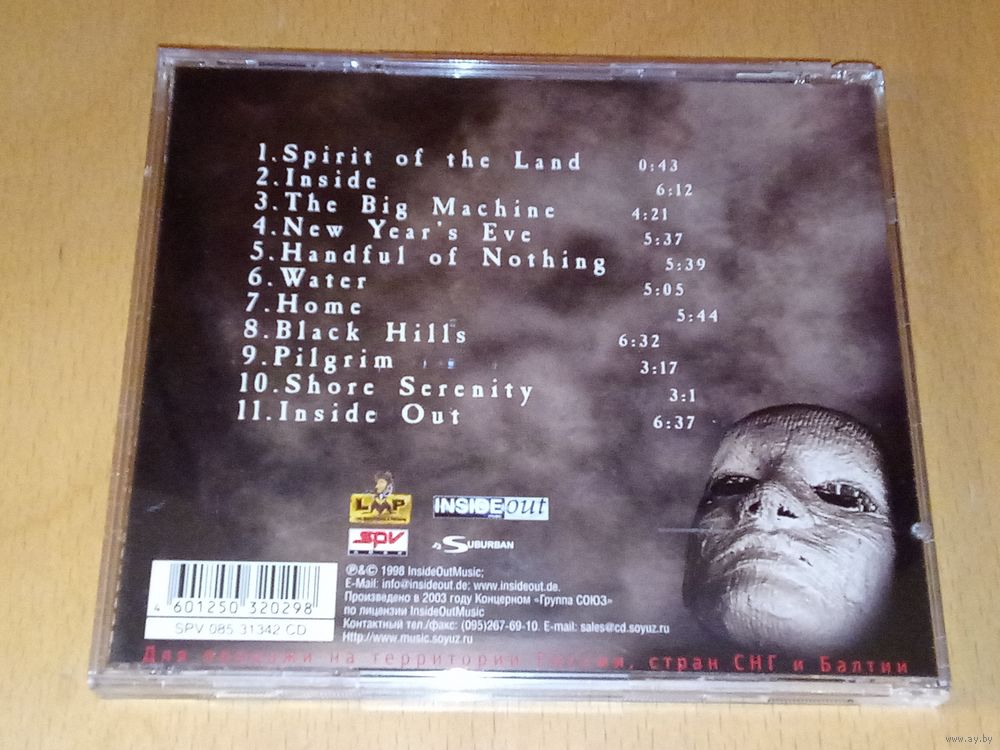 1. Spirit of the Land 0:43
2. Inside 6:12
3. The Big Machine 4:21
4. New Year's Eve 5:37
5. Handful of Nothing 5:39
6. Water 5:05
7. Home 5:44
8. Black Hills 6:32
9. Pilgrim 3:17
10. Shore Serenity 3:1
11. Inside Out 6:37
LMP
INSIDEout
SPV
SUBURBAN
℗&© 1998 InsideOutMusic;
E-Mail: info@insideout.de; www.insideout.de.
Произведено в 2003 году Концерном «Группа СОЮЗ»
по лицензии InsideOutMusic
Контактный тел./факс: (095)267-69-10. E-mail: sales@cd.soyuz.ru
Http://www.music.soyuz.ru
4 601250 320298
SPV 085 31342 CD
Для продажи на территории России, стран СНГ и Балтии
www.ay.by